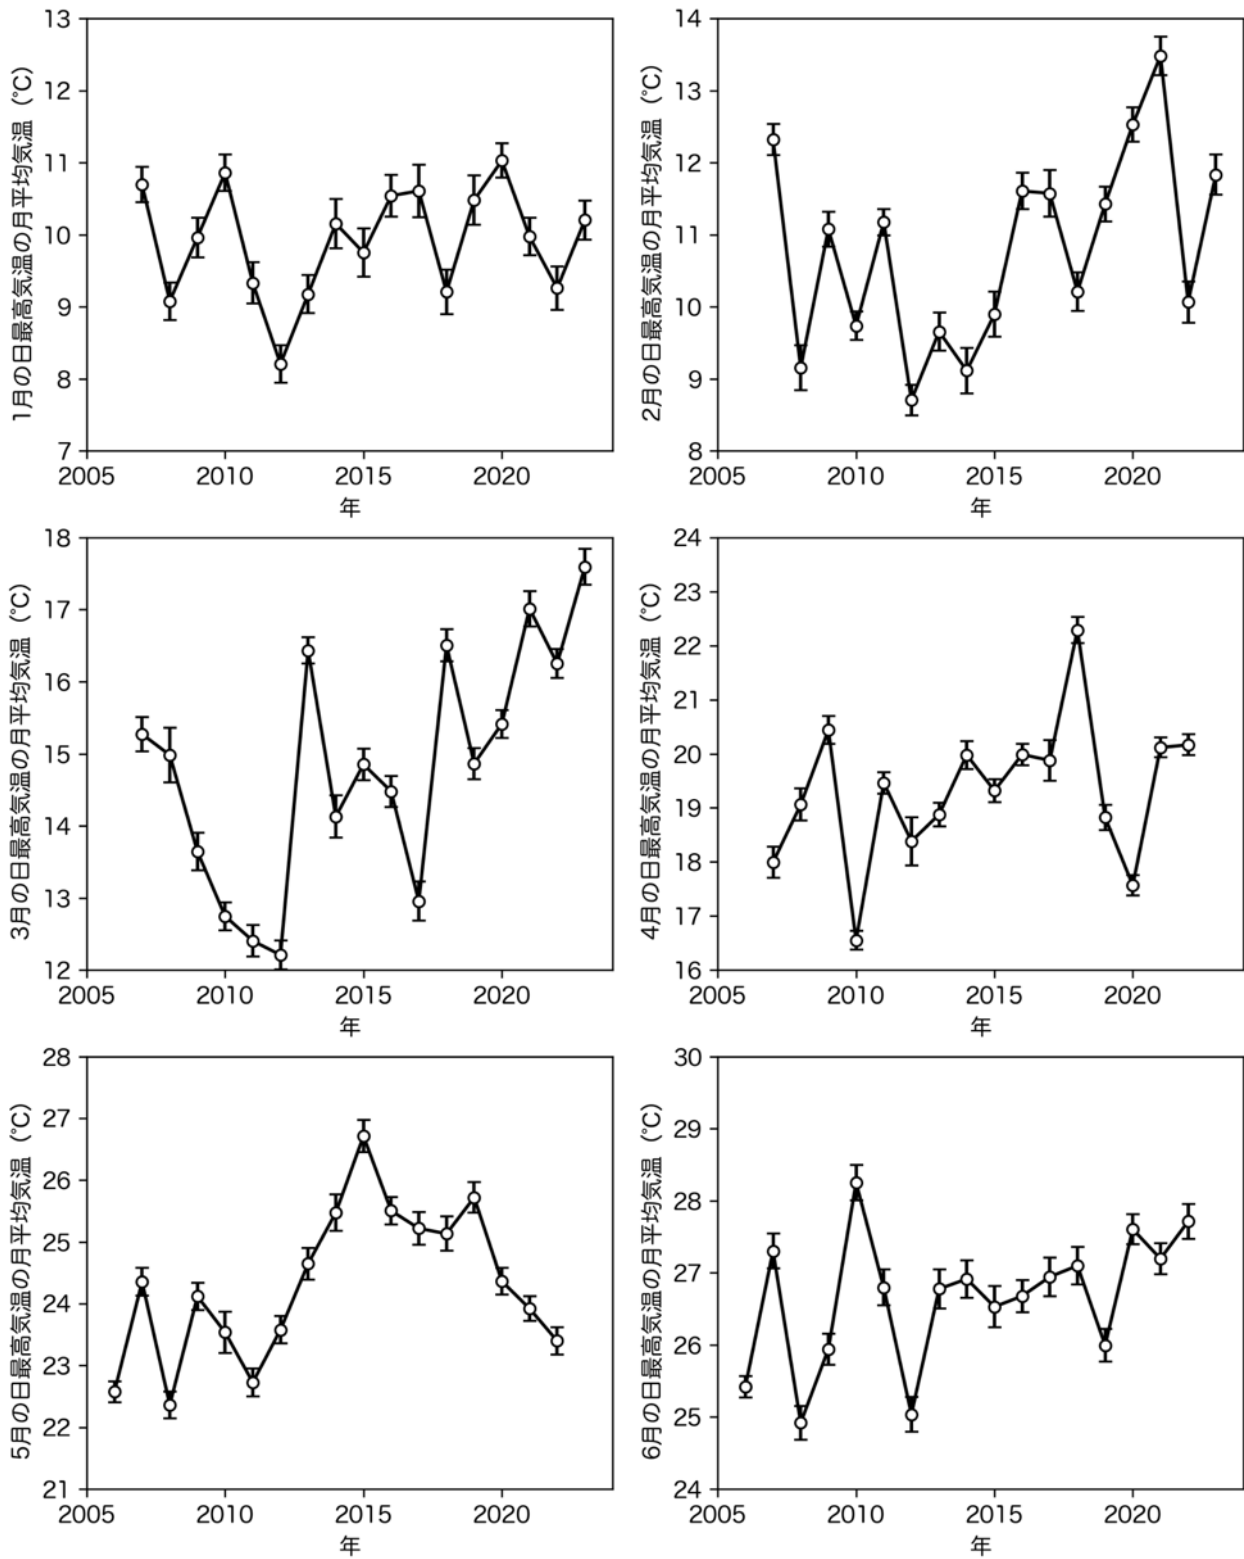 1月の日最高気温の月平均気温（°C）
13
12
11
10
9
8
7
2005 2010 2015 2020
年
2月の日最高気温の月平均気温（°C）
14
13
12
11
10
9
8
2005 2010 2015 2020
年
3月の日最高気温の月平均気温（°C）
18
17
16
15
14
13
12
2005 2010 2015 2020
年
4月の日最高気温の月平均気温（°C）
24
23
22
21
20
19
18
17
16
2005 2010 2015 2020
年
5月の日最高気温の月平均気温（°C）
28
27
26
25
24
23
22
21
2005 2010 2015 2020
年
6月の日最高気温の月平均気温（°C）
30
29
28
27
26
25
24
2005 2010 2015 2020
年